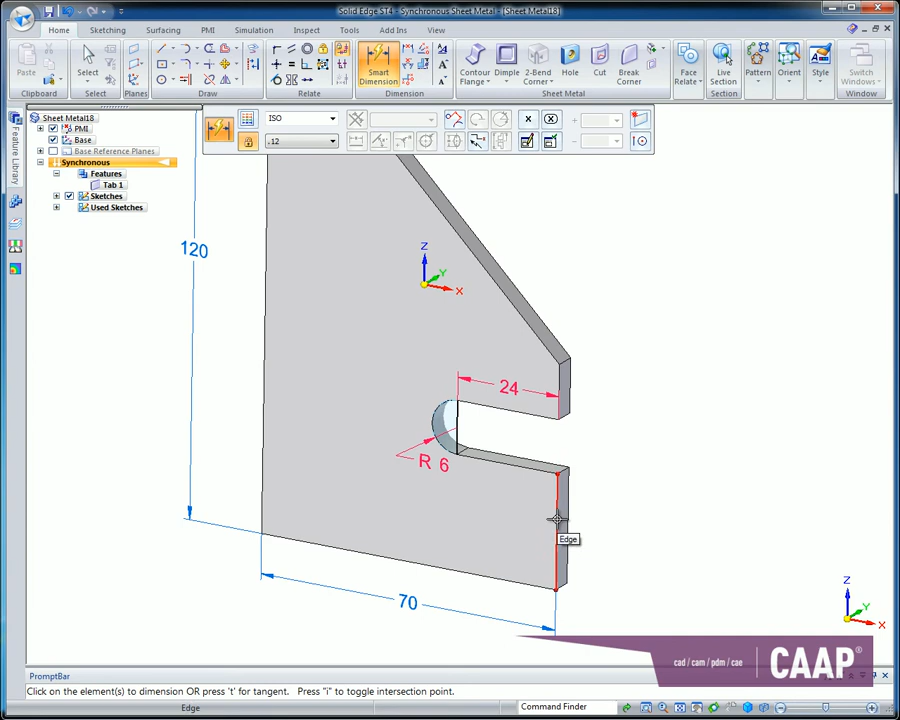 Solid Edge ST4 - Synchronous Sheet Metal - [Sheet Metal18]
Home Sketching Surfacing PMI Simulation Inspect Tools Add Ins View
Paste Select Smart Dimension Contour Flange Dimple 2-Bend Corner Hole Cut Break Corner Face Relate Live Section Pattern Orient Style Switch Windows
Clipboard Select Planes Draw Relate Dimension Sheet Metal Section Window
ISO
.12
Feature Library
Sheet Metal18
PMI
Base
Base Reference Planes
Synchronous
Features
Tab 1
Sketches
Used Sketches
120
Z
Y
X
24
R 6
Edge
70
Z
Y
X
cad / cam / pdm / cae
CAAP
PromptBar
Click on the element(s) to dimension OR press 't' for tangent. Press "i" to toggle intersection point.
Edge
Command Finder